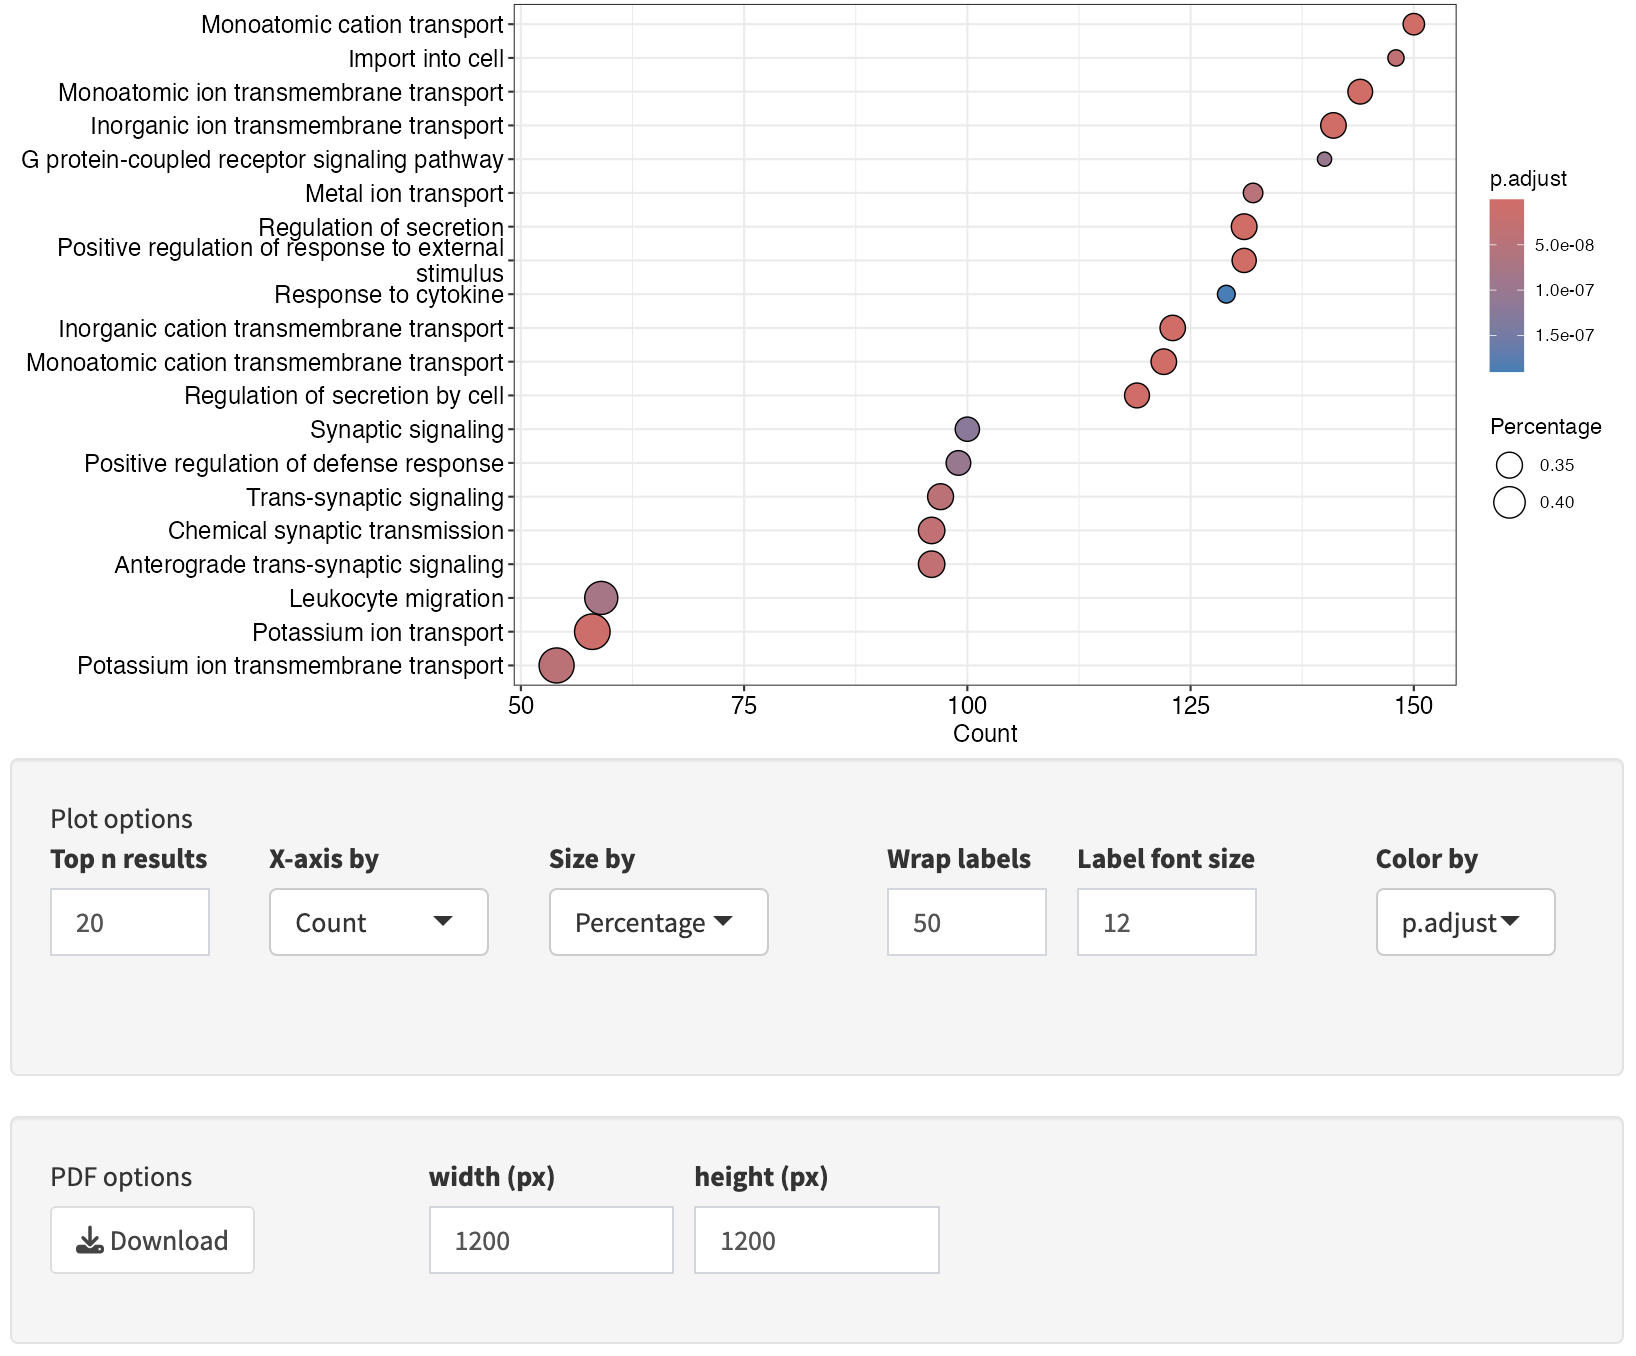 Monoatomic cation transport
Import into cell
Monoatomic ion transmembrane transport
Inorganic ion transmembrane transport
G protein-coupled receptor signaling pathway
Metal ion transport
Regulation of secretion
Positive regulation of response to external
stimulus
Response to cytokine
Inorganic cation transmembrane transport
Monoatomic cation transmembrane transport
Regulation of secretion by cell
Synaptic signaling
Positive regulation of defense response
Trans-synaptic signaling
Chemical synaptic transmission
Anterograde trans-synaptic signaling
Leukocyte migration
Potassium ion transport
Potassium ion transmembrane transport
50 75 100 125 150
Count
p.adjust
5.0e-08
1.0e-07
1.5e-07
Percentage
0.35
0.40
Plot options
Top n results X-axis by Size by Wrap labels Label font size Color by
20 Count Percentage 50 12 p.adjust
PDF options width (px) height (px)
Download 1200 1200